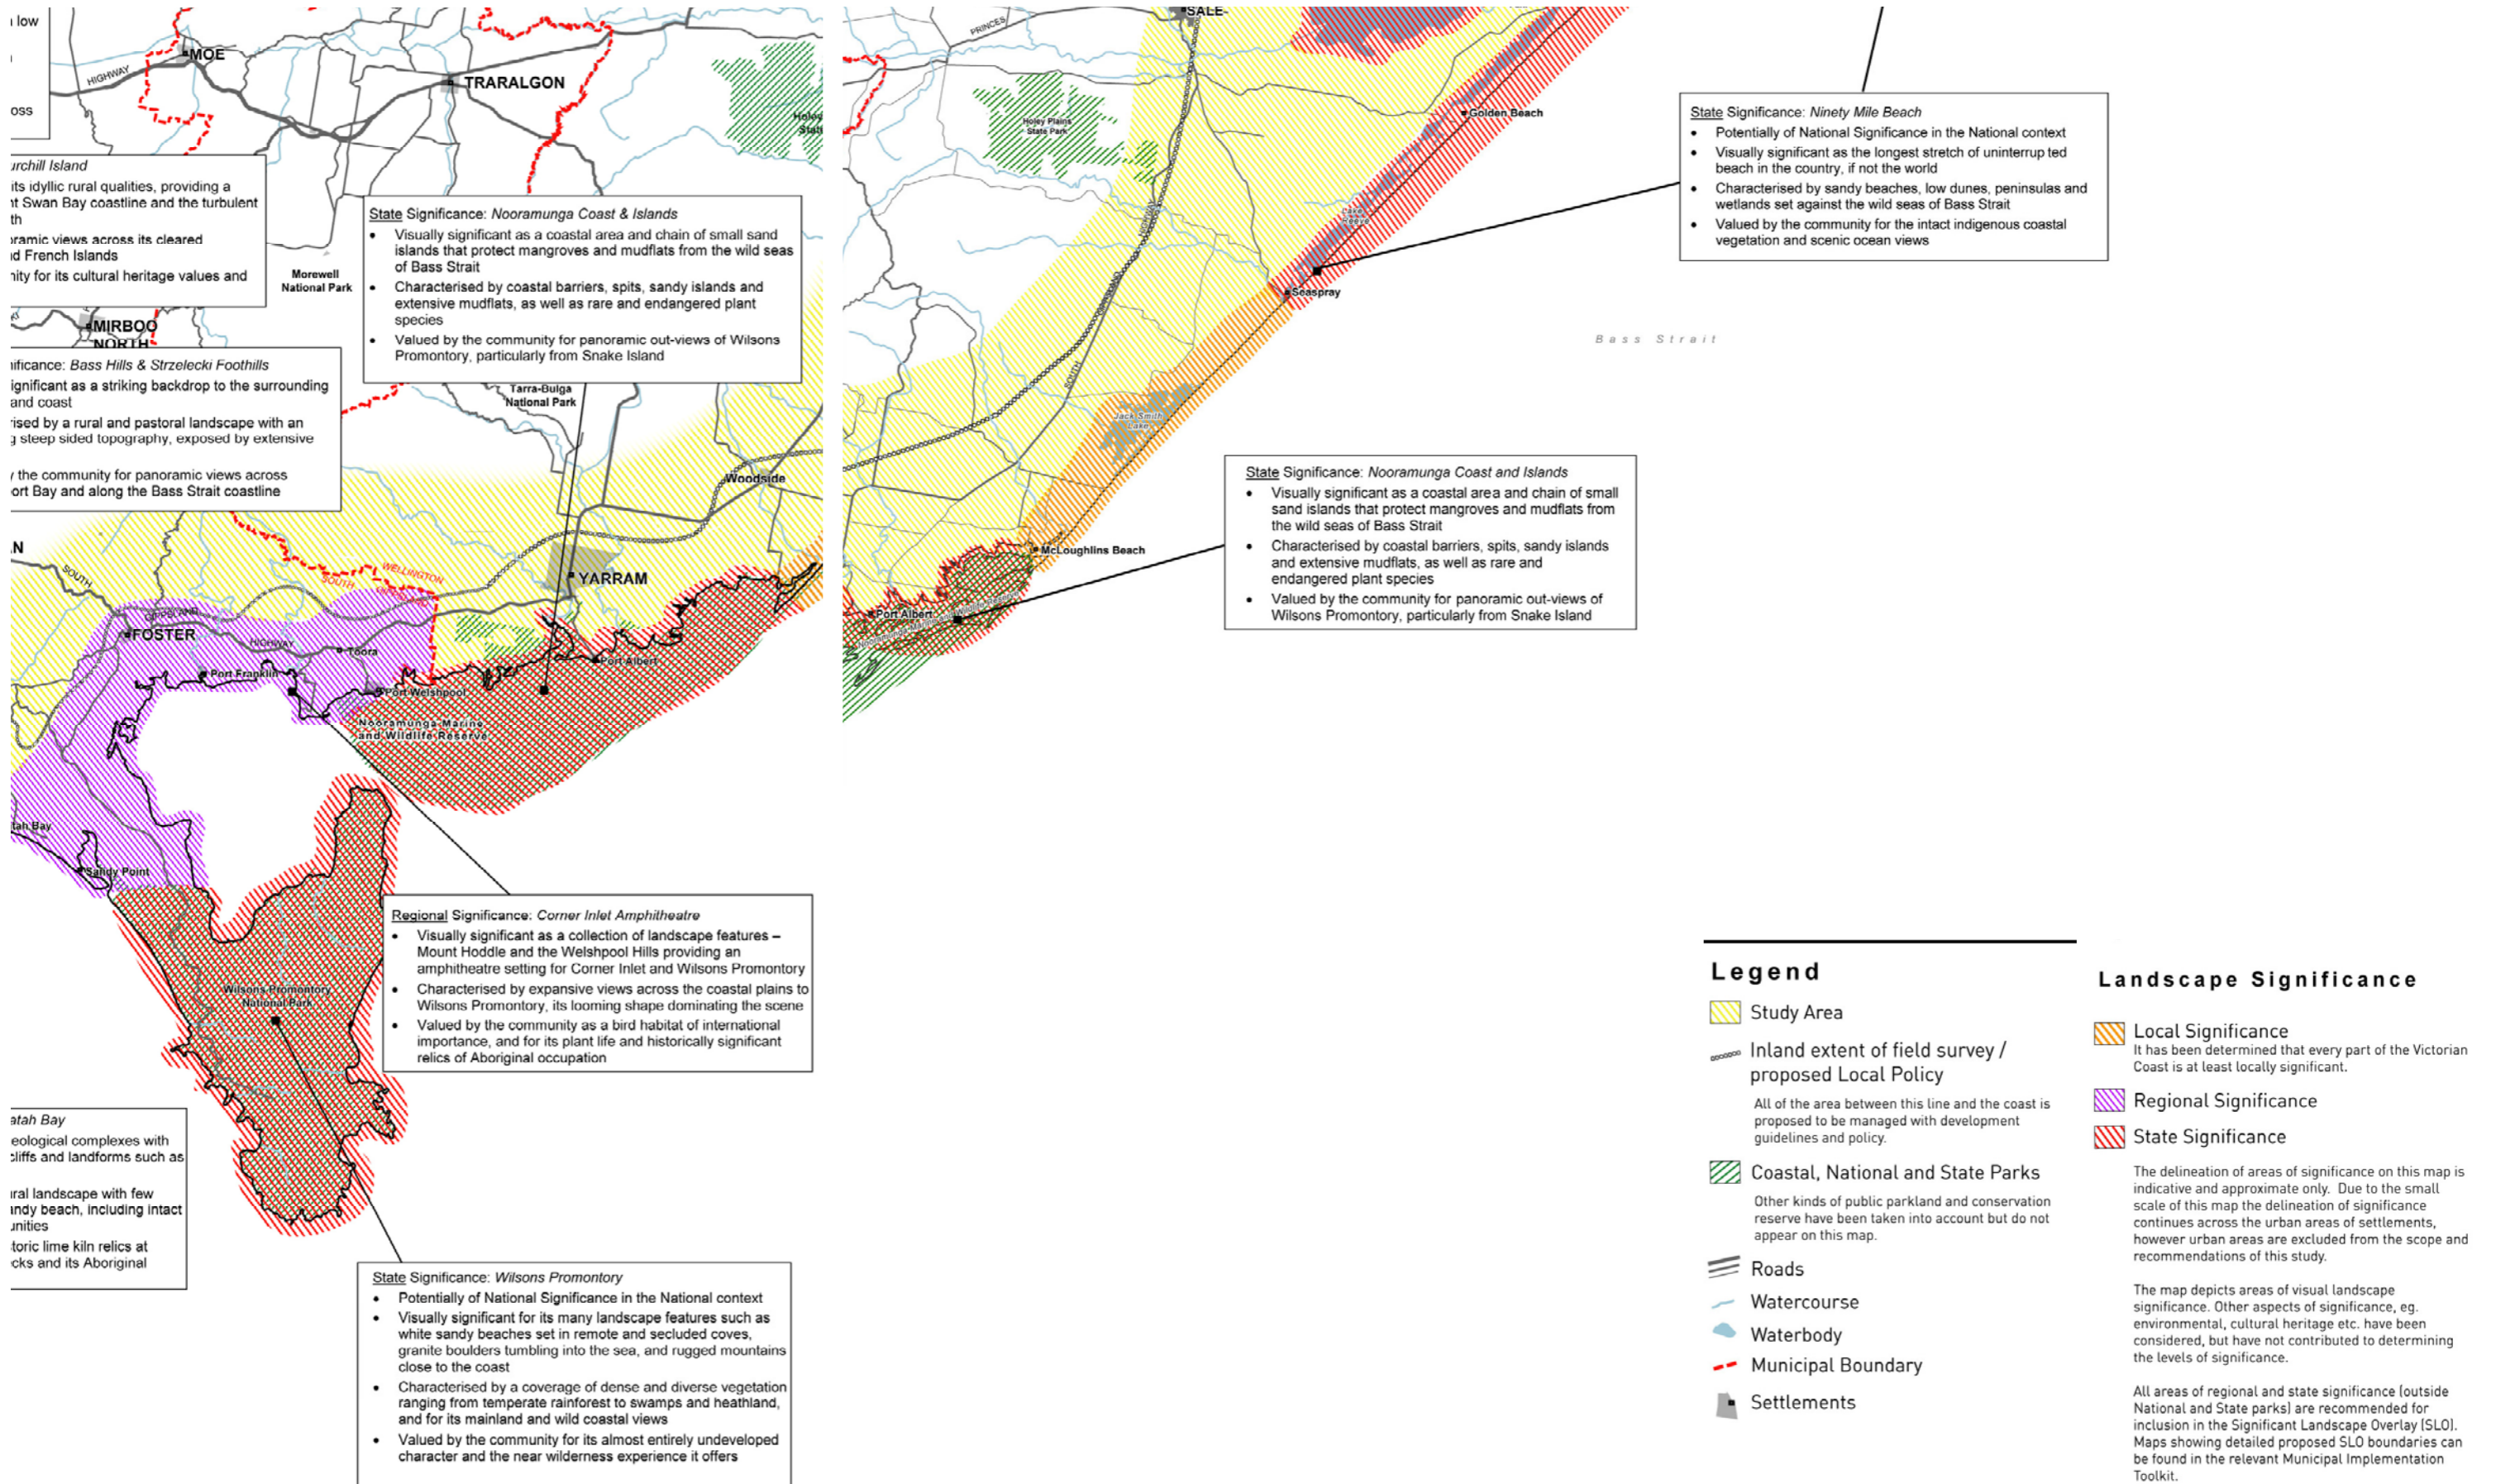 low
oss
MOE
HIGHWAY
TRARALGON
Holey
State
urchill Island
its idyllic rural qualities, providing a
nt Swan Bay coastline and the turbulent
th
oramic views across its cleared
nd French Islands
nity for its cultural heritage values and
Morewell
National Park
MIRBOO
NORTH
State Significance: Nooramunga Coast & Islands
• Visually significant as a coastal area and chain of small sand
islands that protect mangroves and mudflats from the wild seas
of Bass Strait
• Characterised by coastal barriers, spits, sandy islands and
extensive mudflats, as well as rare and endangered plant
species
• Valued by the community for panoramic out-views of Wilsons
Promontory, particularly from Snake Island
nificance: Bass Hills & Strzelecki Foothills
ignificant as a striking backdrop to the surrounding
and coast
rised by a rural and pastoral landscape with an
g steep sided topography, exposed by extensive
y the community for panoramic views across
ort Bay and along the Bass Strait coastline
Tarra-Bulga
National Park
Woodside
N
SOUTH
WELLINGTON
SOUTH
GIPPSLAND
YARRAM
GIPPSLAND
FOSTER
HIGHWAY
Toora
Port Franklin
Port Welshpool
Port Albert
Nooramunga Marine
and Wildlife Reserve
tah Bay
Sandy Point
Wilsons Promontory
National Park
Regional Significance: Corner Inlet Amphitheatre
• Visually significant as a collection of landscape features –
Mount Hoddle and the Welshpool Hills providing an
amphitheatre setting for Corner Inlet and Wilsons Promontory
• Characterised by expansive views across the coastal plains to
Wilsons Promontory, its looming shape dominating the scene
• Valued by the community as a bird habitat of international
importance, and for its plant life and historically significant
relics of Aboriginal occupation
atah Bay
eological complexes with
cliffs and landforms such as
ural landscape with few
andy beach, including intact
unities
toric lime kiln relics at
cks and its Aboriginal
State Significance: Wilsons Promontory
• Potentially of National Significance in the National context
• Visually significant for its many landscape features such as
white sandy beaches set in remote and secluded coves,
granite boulders tumbling into the sea, and rugged mountains
close to the coast
• Characterised by a coverage of dense and diverse vegetation
ranging from temperate rainforest to swamps and heathland,
and for its mainland and wild coastal views
• Valued by the community for its almost entirely undeveloped
character and the near wilderness experience it offers
PRINCES
SALE
Holey Plains
State Park
HIGHWAY
GIPPSLAND
SOUTH
Golden Beach
Lake
Reeve
Seaspray
Jack Smith
Lake
McLoughlins Beach
Port Albert
Nooramunga Marine and Wildlife Reserve
Bass Strait
State Significance: Ninety Mile Beach
• Potentially of National Significance in the National context
• Visually significant as the longest stretch of uninterrup ted
beach in the country, if not the world
• Characterised by sandy beaches, low dunes, peninsulas and
wetlands set against the wild seas of Bass Strait
• Valued by the community for the intact indigenous coastal
vegetation and scenic ocean views
State Significance: Nooramunga Coast and Islands
• Visually significant as a coastal area and chain of small
sand islands that protect mangroves and mudflats from
the wild seas of Bass Strait
• Characterised by coastal barriers, spits, sandy islands
and extensive mudflats, as well as rare and
endangered plant species
• Valued by the community for panoramic out-views of
Wilsons Promontory, particularly from Snake Island
Legend
Study Area
Inland extent of field survey /
proposed Local Policy
All of the area between this line and the coast is
proposed to be managed with development
guidelines and policy.
Coastal, National and State Parks
Other kinds of public parkland and conservation
reserve have been taken into account but do not
appear on this map.
Roads
Watercourse
Waterbody
Municipal Boundary
Settlements
Landscape Significance
Local Significance
It has been determined that every part of the Victorian
Coast is at least locally significant.
Regional Significance
State Significance
The delineation of areas of significance on this map is
indicative and approximate only. Due to the small
scale of this map the delineation of significance
continues across the urban areas of settlements,
however urban areas are excluded from the scope and
recommendations of this study.
The map depicts areas of visual landscape
significance. Other aspects of significance, eg.
environmental, cultural heritage etc. have been
considered, but have not contributed to determining
the levels of significance.
All areas of regional and state significance (outside
National and State parks) are recommended for
inclusion in the Significant Landscape Overlay (SLO).
Maps showing detailed proposed SLO boundaries can
be found in the relevant Municipal Implementation
Toolkit.